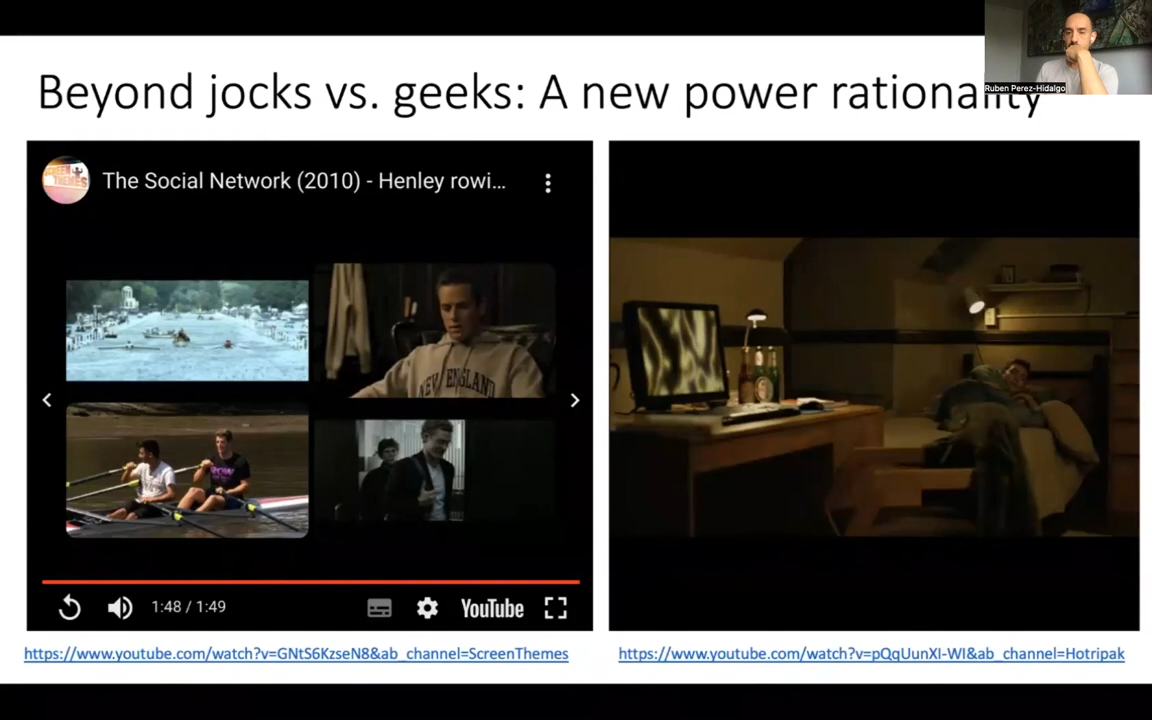 Beyond jocks vs. geeks: A new power rationality
Ruben Perez-Hidalgo
SCREEN
THEMES
The Social Network (2010) - Henley rowi...
NEW ENGLAND
1:48 / 1:49
YouTube
https://www.youtube.com/watch?v=GNtS6KzseN8&ab_channel=ScreenThemes
https://www.youtube.com/watch?v=pQqUunXI-WI&ab_channel=Hotripak